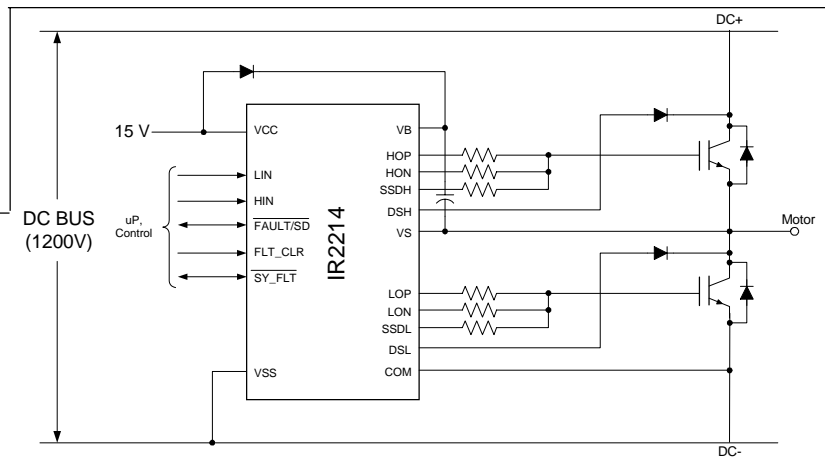 DC+
15 V
VCC
LIN
HIN
FAULT/SD
FLT_CLR
SY_FLT
VSS
uP,
Control
DC BUS
(1200V)
IR2214
VB
HOP
HON
SSDH
DSH
VS
LOP
LON
SSDL
DSL
COM
Motor
DC-